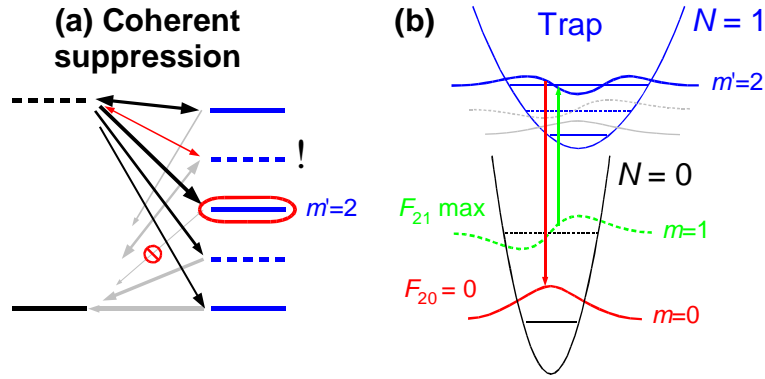 (a) Coherent
suppression
!
m'=2
(b)
Trap
N = 1
m'=2
N = 0
F21 max
m=1
F20 = 0
m=0